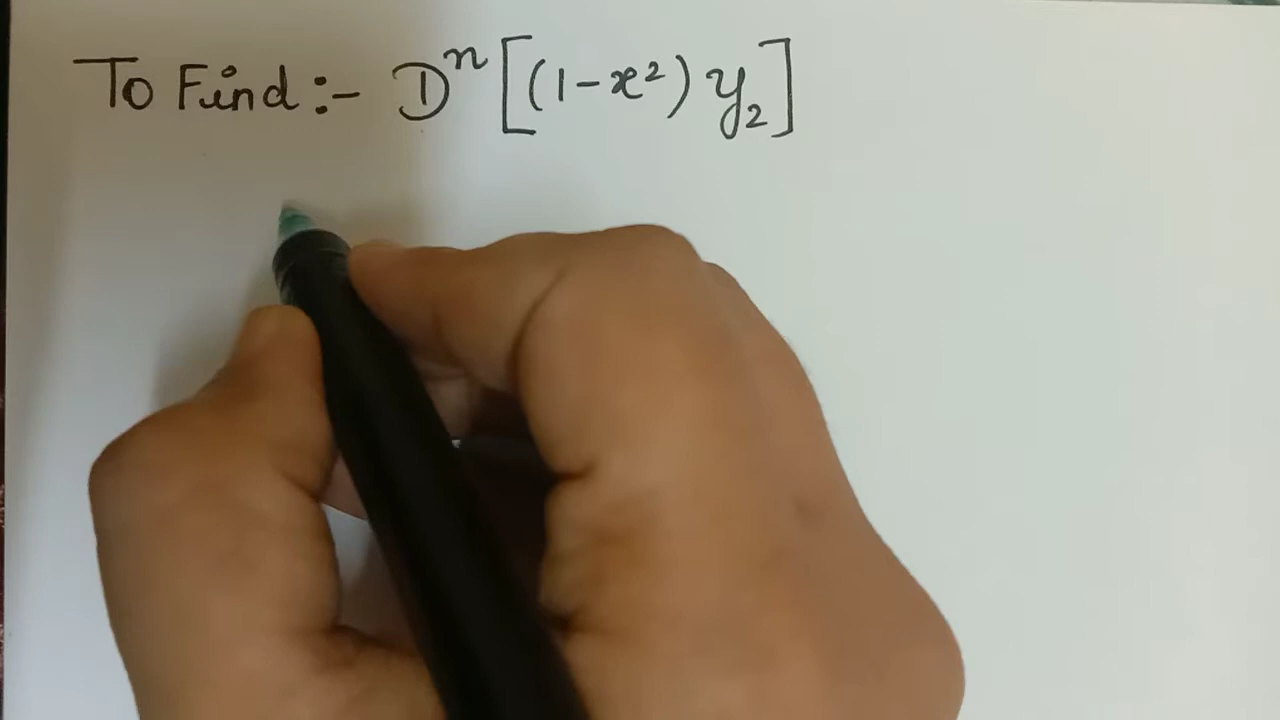 To Find :- Dⁿ [(1-x²) y₂]